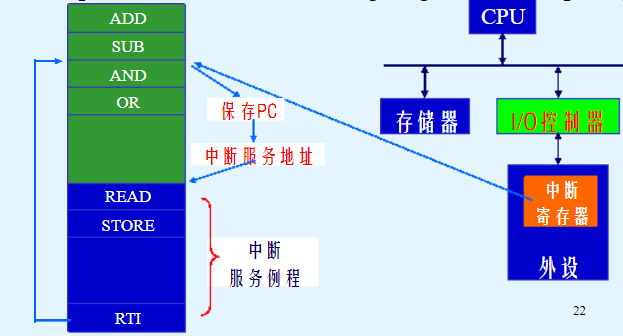 ADD
SUB
AND
OR
保存PC
中断服务地址
READ
STORE
中断
服务例程
RTI
CPU
存储器
I/O控制器
中断
寄存器
外设
22